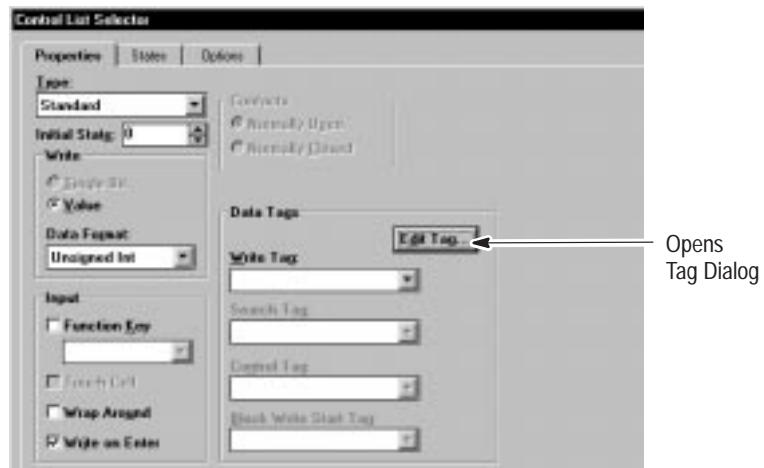 Control List Selector
Properties
States
Options
Type:
Standard
Initial State: 0
Contacts
Normally Open
Normally Closed
Write
Single Bit
Value
Data Format
Unsigned Int
Data Tags
Edit Tag...
Opens
Tag Dialog
Write Tag:
Search Tag
Control Tag
Block Write Start Tag
Input
Function Key
Touch Cell
Wrap Around
Write on Enter